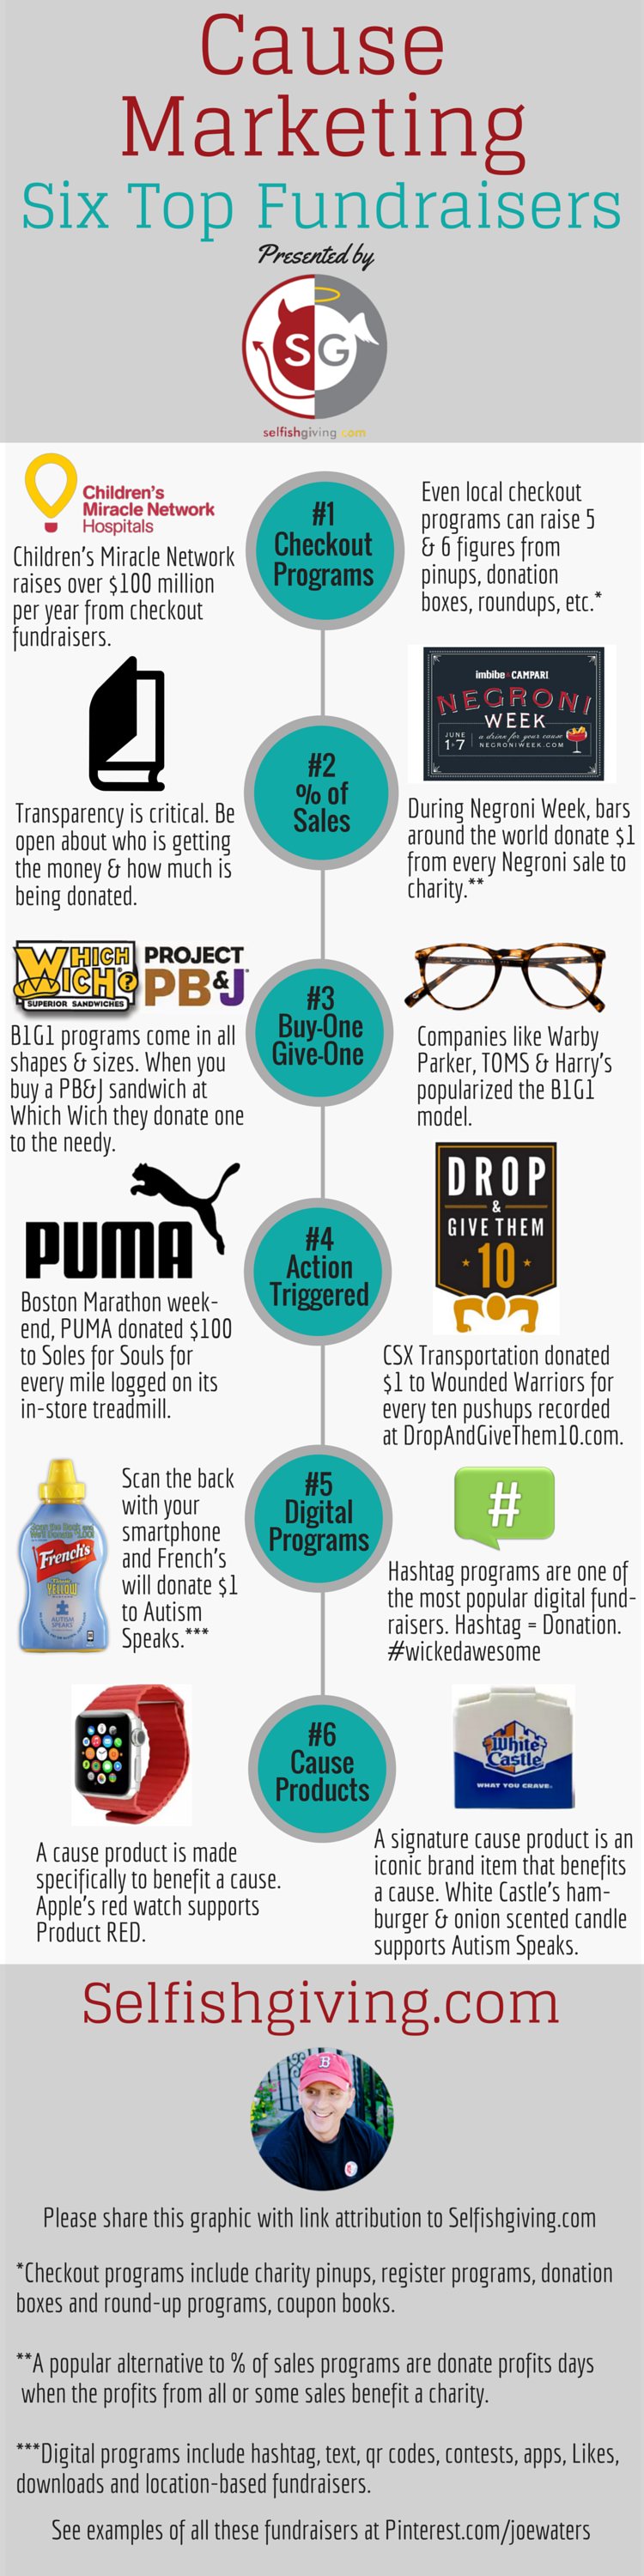 Cause
Marketing
Six Top Fundraisers
Presented by
SG
selfishgiving.com
Children's
Miracle Network
Hospitals
Children's Miracle Network
raises over $100 million
per year from checkout
fundraisers.
#1
Checkout
Programs
Even local checkout
programs can raise 5
& 6 figures from
pinups, donation
boxes, roundups, etc.*
Transparency is critical. Be
open about who is getting
the money & how much is
being donated.
#2
% of
Sales
imbibe CAMPARI
NEGRONI
WEEK
JUNE
1-7
a drink for your cause
NEGRONIWEEK.COM
During Negroni Week, bars
around the world donate $1
from every Negroni sale to
charity.**
WHICH
WICH?
SUPERIOR SANDWICHES
PROJECT
PB&J
B1G1 programs come in all
shapes & sizes. When you
buy a PB&J sandwich at
Which Wich they donate one
to the needy.
#3
Buy-One
Give-One
Companies like Warby
Parker, TOMS & Harry's
popularized the B1G1
model.
PUMA
Boston Marathon week-
end, PUMA donated $100
to Soles for Souls for
every mile logged on its
in-store treadmill.
#4
Action
Triggered
DROP
&
GIVE THEM
10
CSX Transportation donated
$1 to Wounded Warriors for
every ten pushups recorded
at DropAndGiveThem10.com.
Scan the Back and
We'll Donate $1.00!
French's
YELLOW
AUTISM
SPEAKS
Scan the back
with your
smartphone
and French's
will donate $1
to Autism
Speaks.***
#5
Digital
Programs
#
Hashtag programs are one of
the most popular digital fund-
raisers. Hashtag = Donation.
#wickedawesome
A cause product is made
specifically to benefit a cause.
Apple's red watch supports
Product RED.
#6
Cause
Products
White
Castle
WHAT YOU CRAVE.
A signature cause product is an
iconic brand item that benefits
a cause. White Castle's ham-
burger & onion scented candle
supports Autism Speaks.
Selfishgiving.com
B
Please share this graphic with link attribution to Selfishgiving.com
*Checkout programs include charity pinups, register programs, donation
boxes and round-up programs, coupon books.
**A popular alternative to % of sales programs are donate profits days
when the profits from all or some sales benefit a charity.
***Digital programs include hashtag, text, qr codes, contests, apps, Likes,
downloads and location-based fundraisers.
See examples of all these fundraisers at Pinterest.com/joewaters